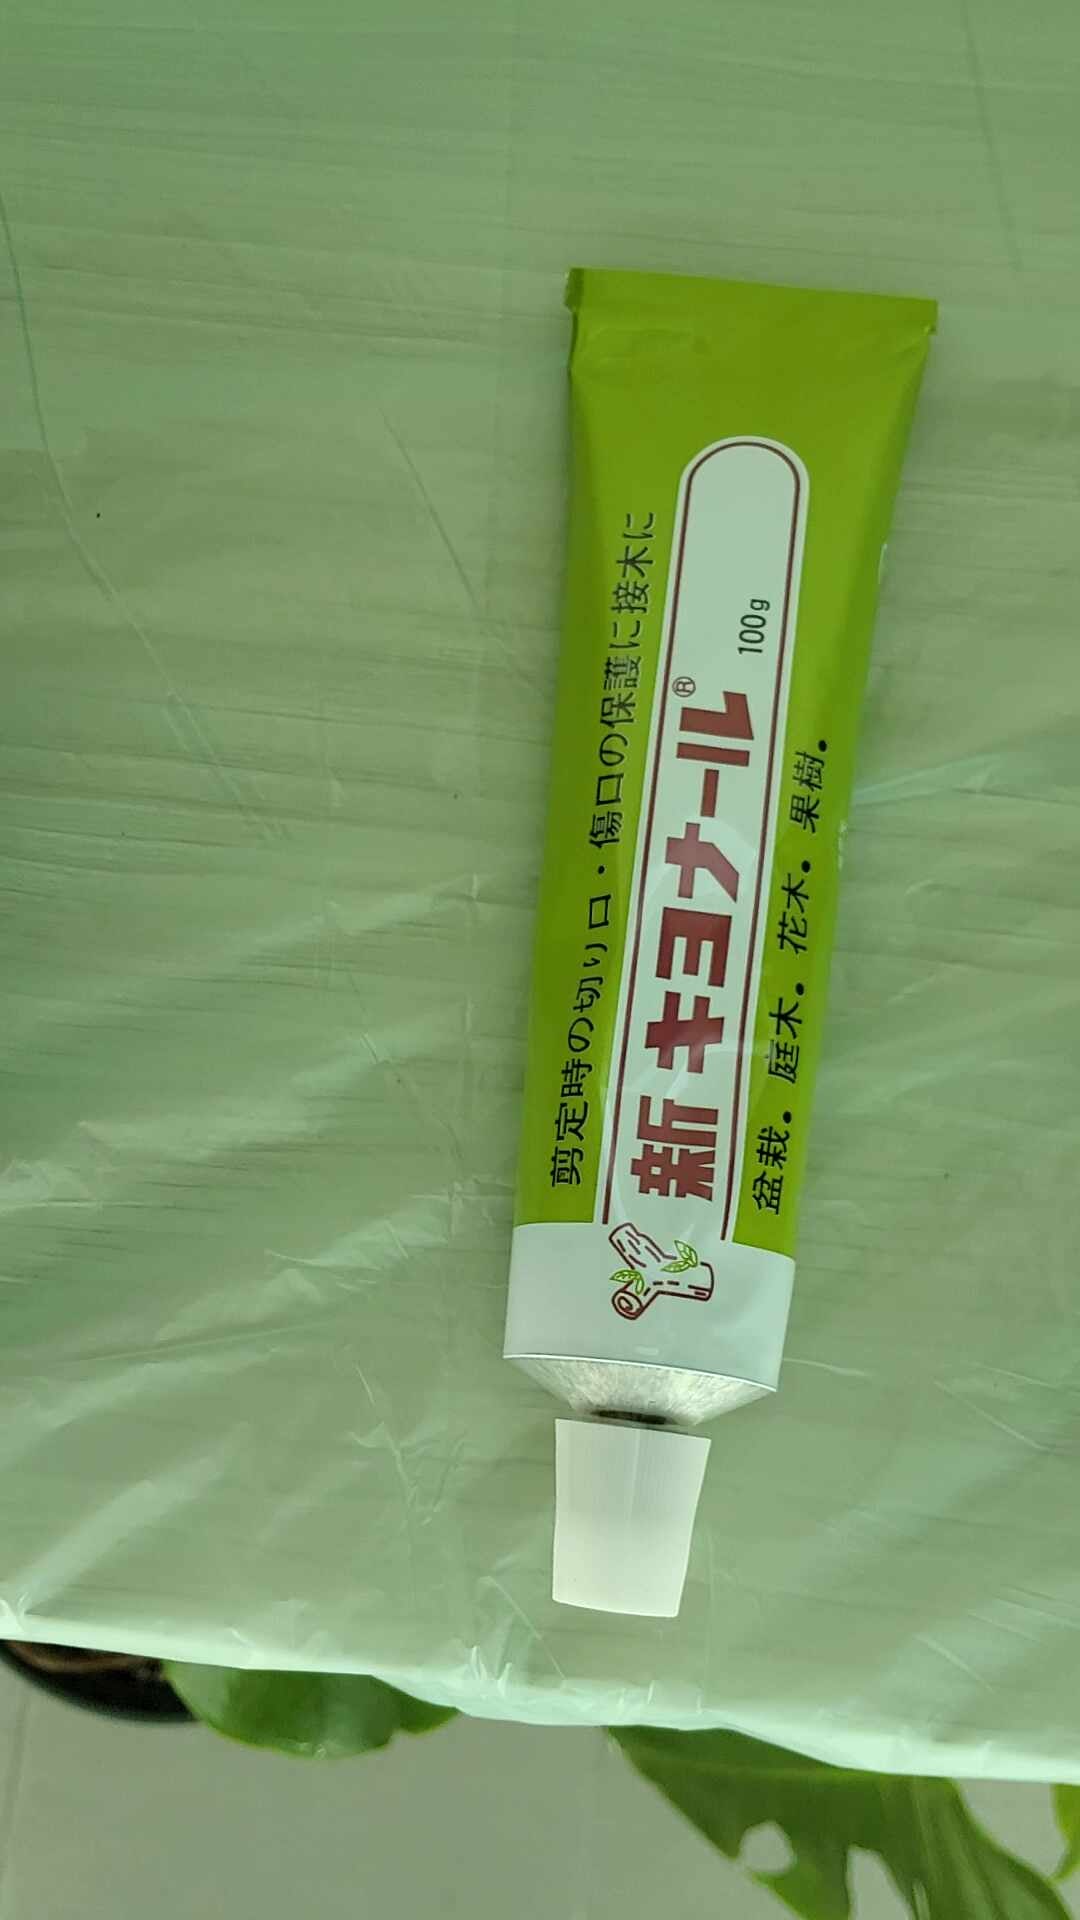 剪定時の切り口・傷口の保護に接木に
新キヨナール®
100g
盆栽。庭木。花木。果樹。